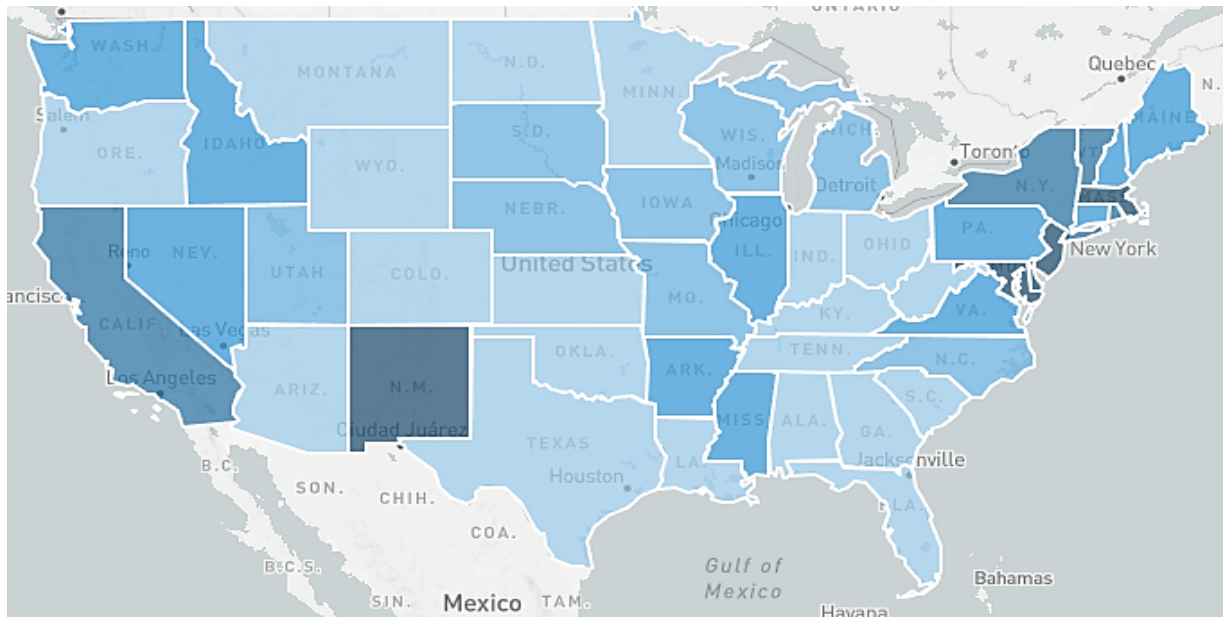 ONTARIO
Quebec
N.
WASH.
MONTANA
N.D.
MINN.
MAINE
Salem
ORE.
IDAHO
S.D.
WIS.
MICH.
Madison
Toronto
VT.
WYO.
Detroit
N.Y.
MASS.
NEBR.
IOWA
Chicago
Reno
NEV.
UTAH
COLO.
United States
ILL.
IND.
OHIO
PA.
New York
ancisco
CALIF.
Las Vegas
MO.
KY.
VA.
Los Angeles
ARIZ.
N.M.
OKLA.
ARK.
TENN.
N.C.
S.C.
Ciudad Juárez
TEXAS
MISS.
ALA.
GA.
B.C.
SON.
CHIH.
Houston
LA.
Jacksonville
FLA.
COA.
B.C.S.
Gulf of
Mexico
Bahamas
SIN.
Mexico
TAM.
Havana